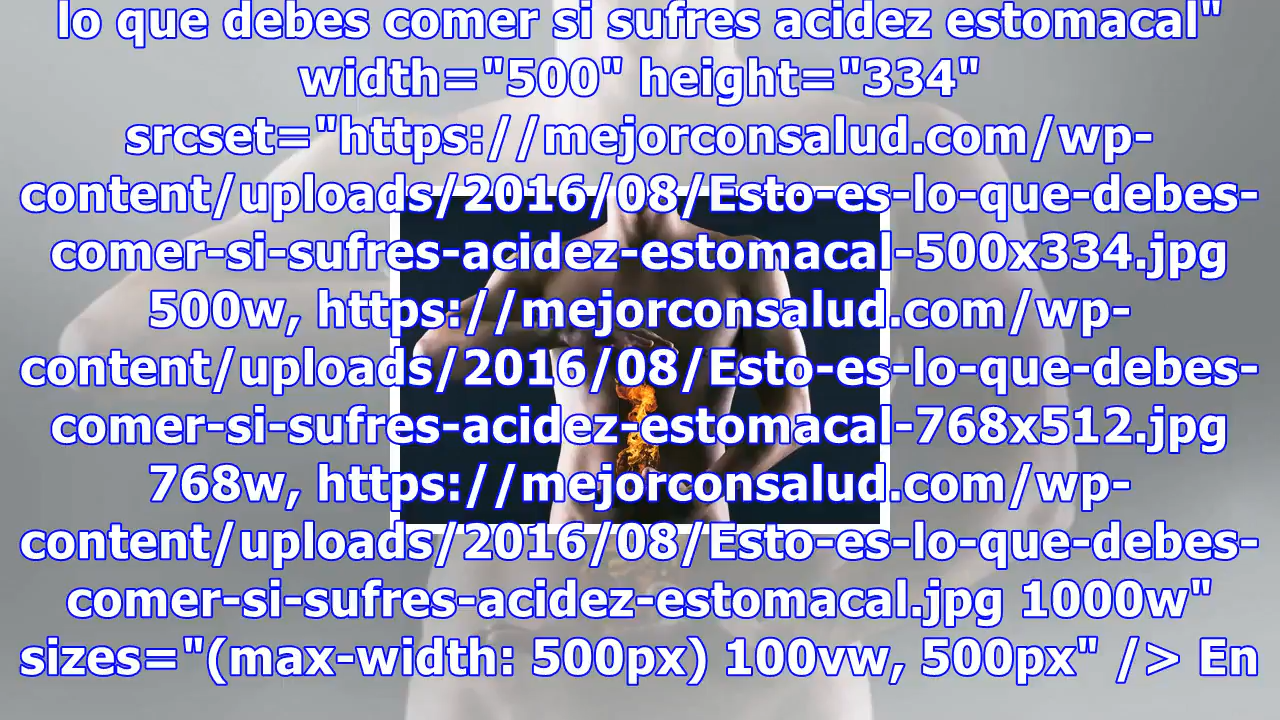 lo que debes comer si sufres acidez estomacal"
width="500" height="334"
srcset="https://mejorconsalud.com/wp-
content/uploads/2016/08/Esto-es-lo-que-debes-
comer-si-sufres-acidez-estomacal-500x334.jpg
500w, https://mejorconsalud.com/wp-
content/uploads/2016/08/Esto-es-lo-que-debes-
comer-si-sufres-acidez-estomacal-768x512.jpg
768w, https://mejorconsalud.com/wp-
content/uploads/2016/08/Esto-es-lo-que-debes-
comer-si-sufres-acidez-estomacal.jpg 1000w"
sizes="(max-width: 500px) 100vw, 500px" /> En